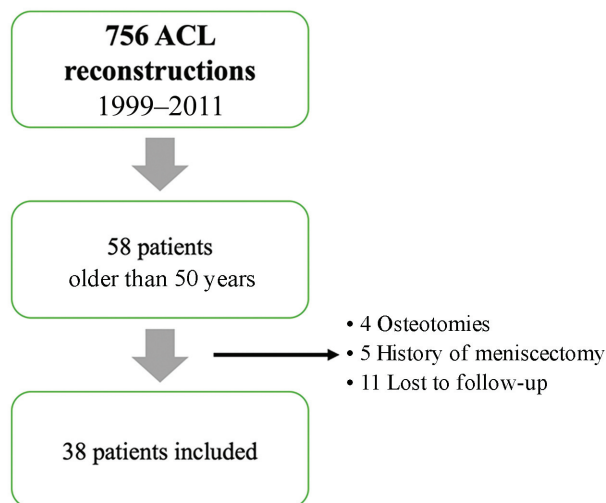 756 ACL
reconstructions
1999–2011
58 patients
older than 50 years
• 4 Osteotomies
• 5 History of meniscectomy
• 11 Lost to follow-up
38 patients included